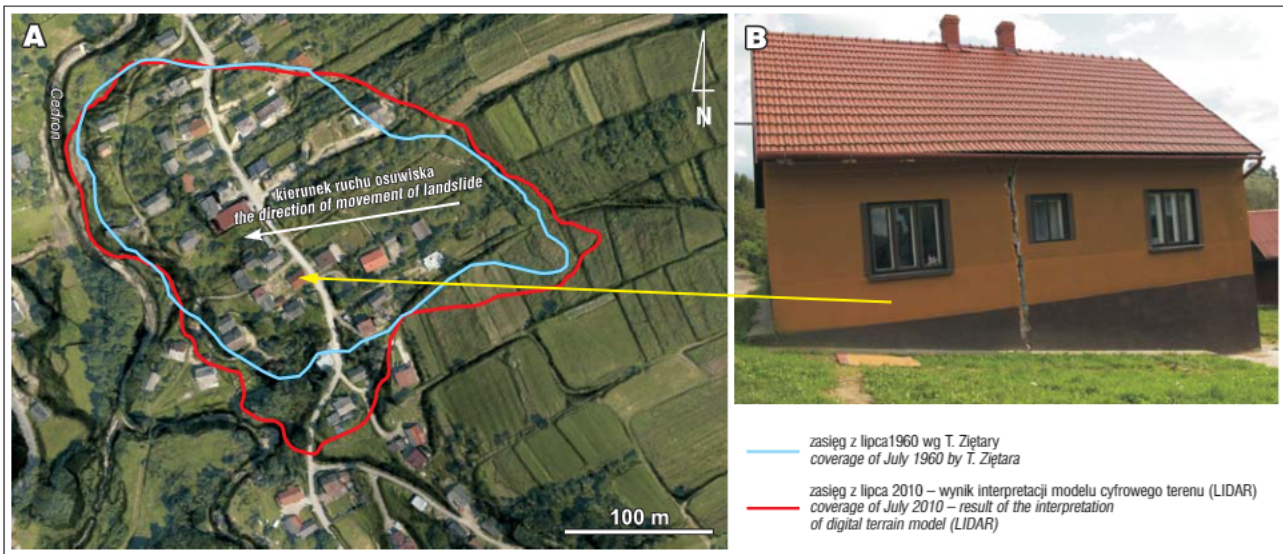 A
B
Cedron
N
kierunek ruchu osuwiska
the direction of movement of landslide
100 m
zasięg z lipca1960 wg T. Ziętary
coverage of July 1960 by T. Ziętara
zasięg z lipca 2010 – wynik interpretacji modelu cyfrowego terenu (LIDAR)
coverage of July 2010 – result of the interpretation
of digital terrain model (LIDAR)